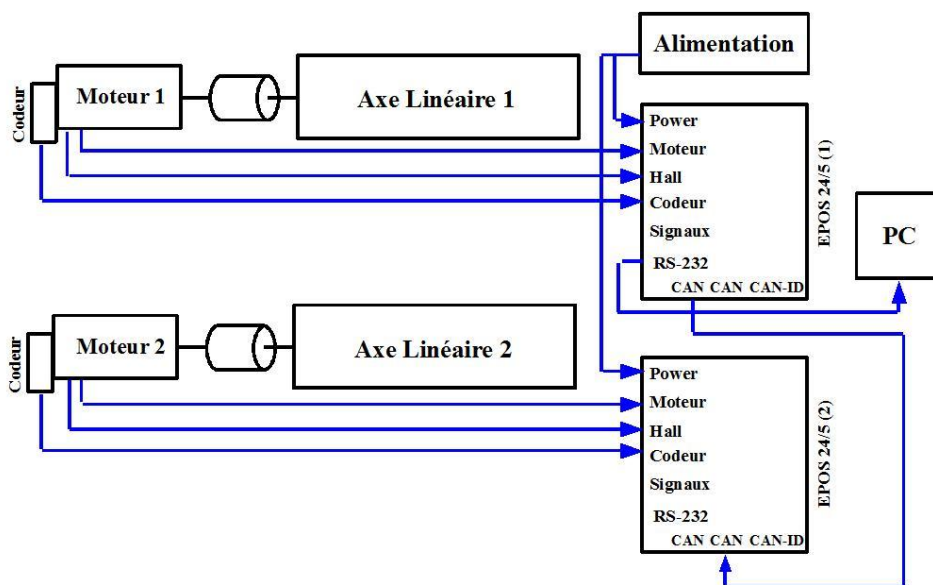 Alimentation
Codeur
Moteur 1
Axe Linéaire 1
Power
Moteur
Hall
Codeur
Signaux
RS-232
CAN CAN CAN-ID
EPOS 24/5 (1)
PC
Codeur
Moteur 2
Axe Linéaire 2
Power
Moteur
Hall
Codeur
Signaux
RS-232
CAN CAN CAN-ID
EPOS 24/5 (2)